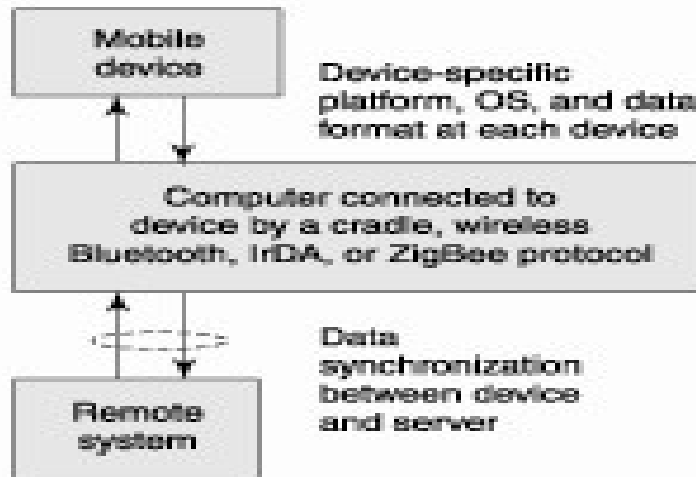 Mobile
device
Device-specific
platform, OS, and data
format at each device
Computer connected to
device by a cradle, wireless
Bluetooth, IrDA, or ZigBee protocol
Data
synchronization
between device
and server
Remote
system